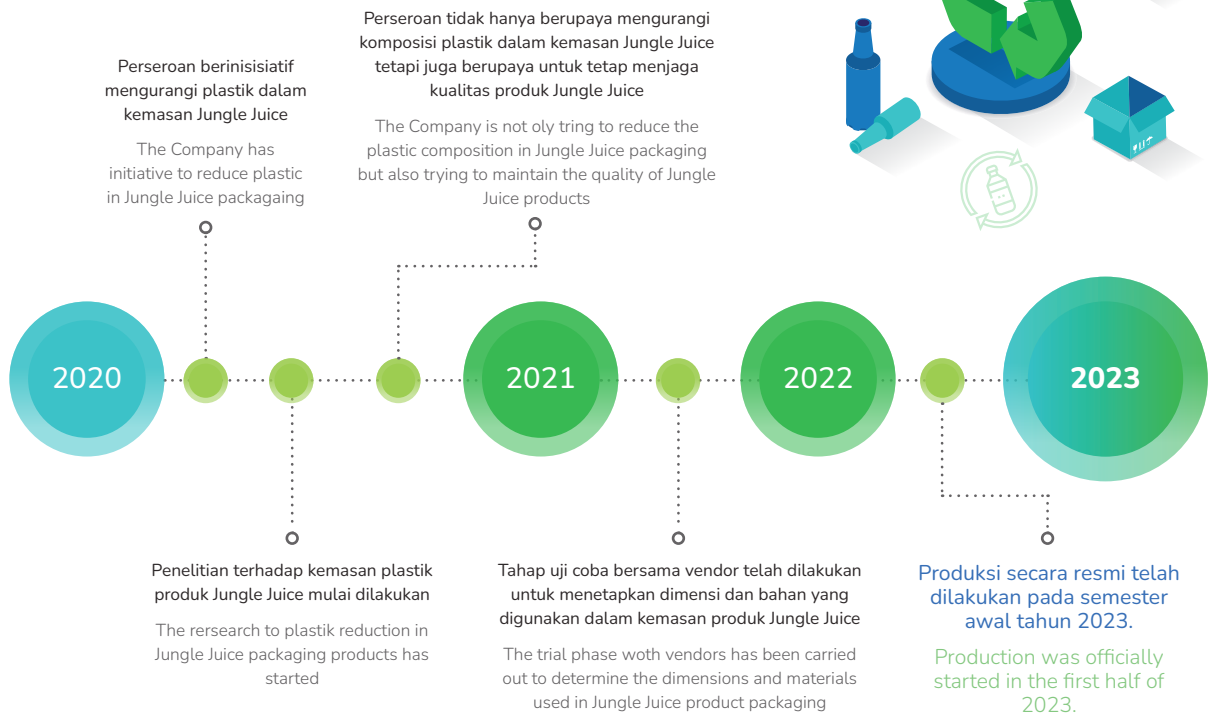 Perseroan berinisisiatif
mengurangi plastik dalam
kemasan Jungle Juice
The Company has
initiative to reduce plastic
in Jungle Juice packagaing
Perseroan tidak hanya berupaya mengurangi
komposisi plastik dalam kemasan Jungle Juice
tetapi juga berupaya untuk tetap menjaga
kualitas produk Jungle Juice
The Company is not oly tring to reduce the
plastic composition in Jungle Juice packaging
but also trying to maintain the quality of Jungle
Juice products
2020
2021
2022
2023
Penelitian terhadap kemasan plastik
produk Jungle Juice mulai dilakukan
The rersearch to plastik reduction in
Jungle Juice packaging products has
started
Tahap uji coba bersama vendor telah dilakukan
untuk menetapkan dimensi dan bahan yang
digunakan dalam kemasan produk Jungle Juice
The trial phase woth vendors has been carried
out to determine the dimensions and materials
used in Jungle Juice product packaging
Produksi secara resmi telah
dilakukan pada semester
awal tahun 2023.
Production was officially
started in the first half of
2023.